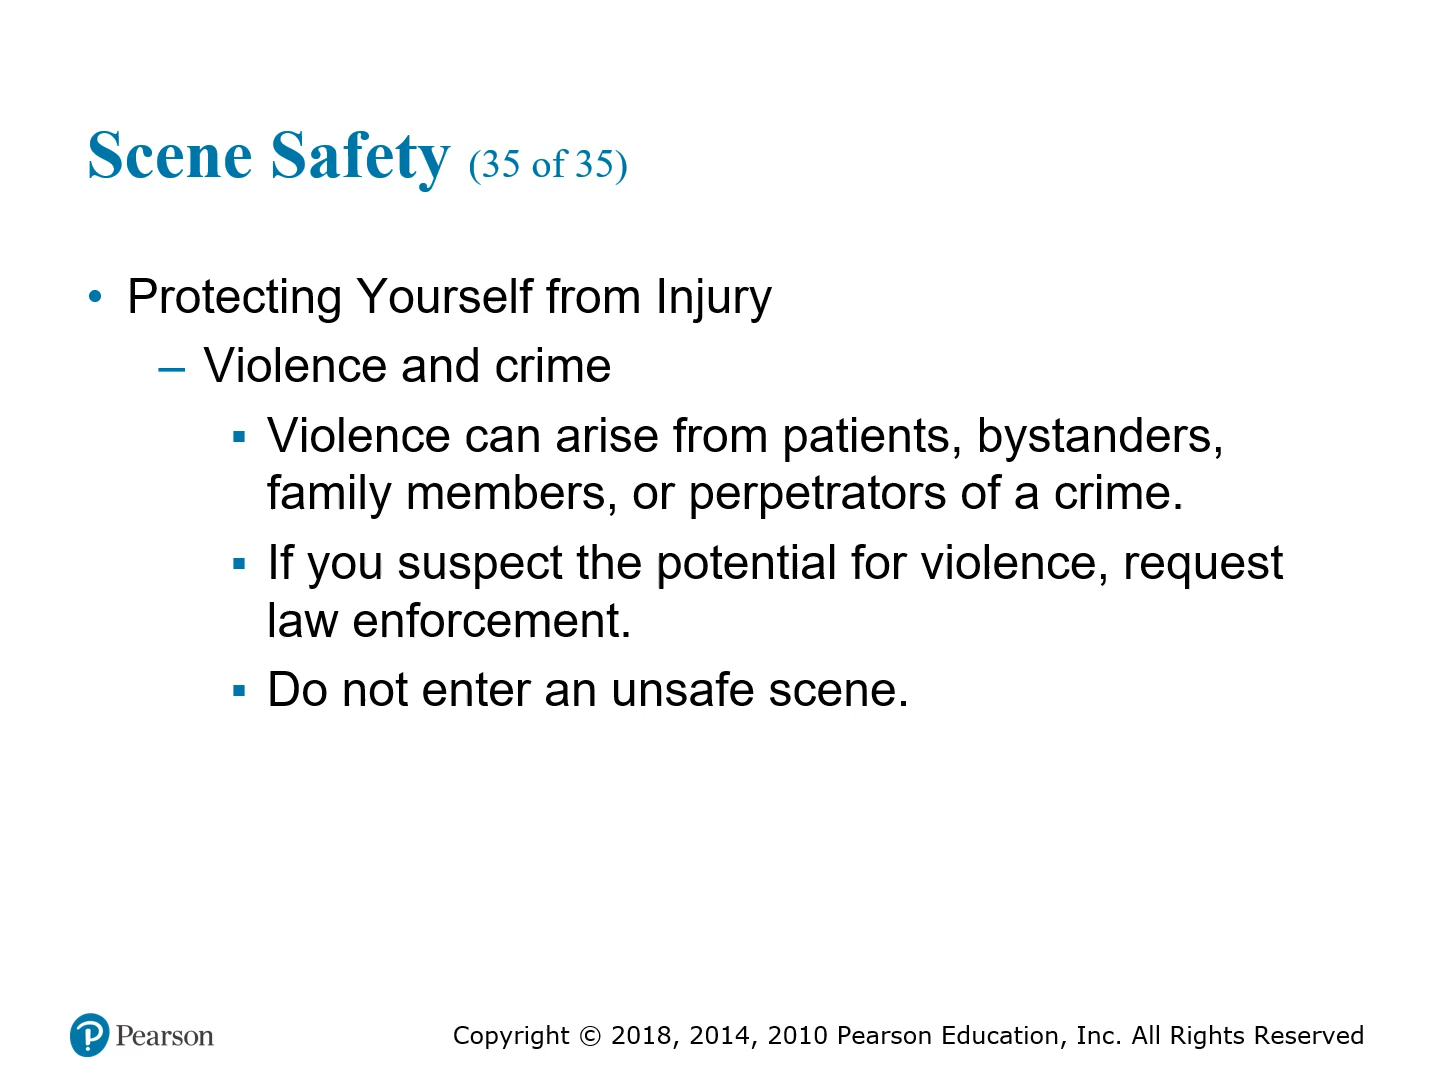 Scene Safety (35 of 35)
• Protecting Yourself from Injury
– Violence and crime
▪ Violence can arise from patients, bystanders,
family members, or perpetrators of a crime.
▪ If you suspect the potential for violence, request
law enforcement.
▪ Do not enter an unsafe scene.
Pearson
Copyright © 2018, 2014, 2010 Pearson Education, Inc. All Rights Reserved